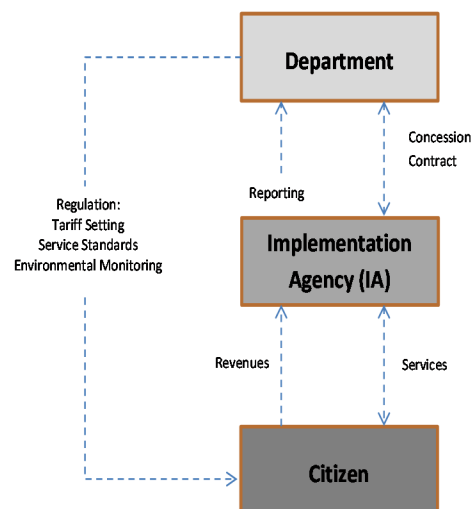 Department
Concession
Contract
Reporting
Regulation:
Tariff Setting
Service Standards
Environmental Monitoring
Implementation
Agency (IA)
Revenues
Services
Citizen